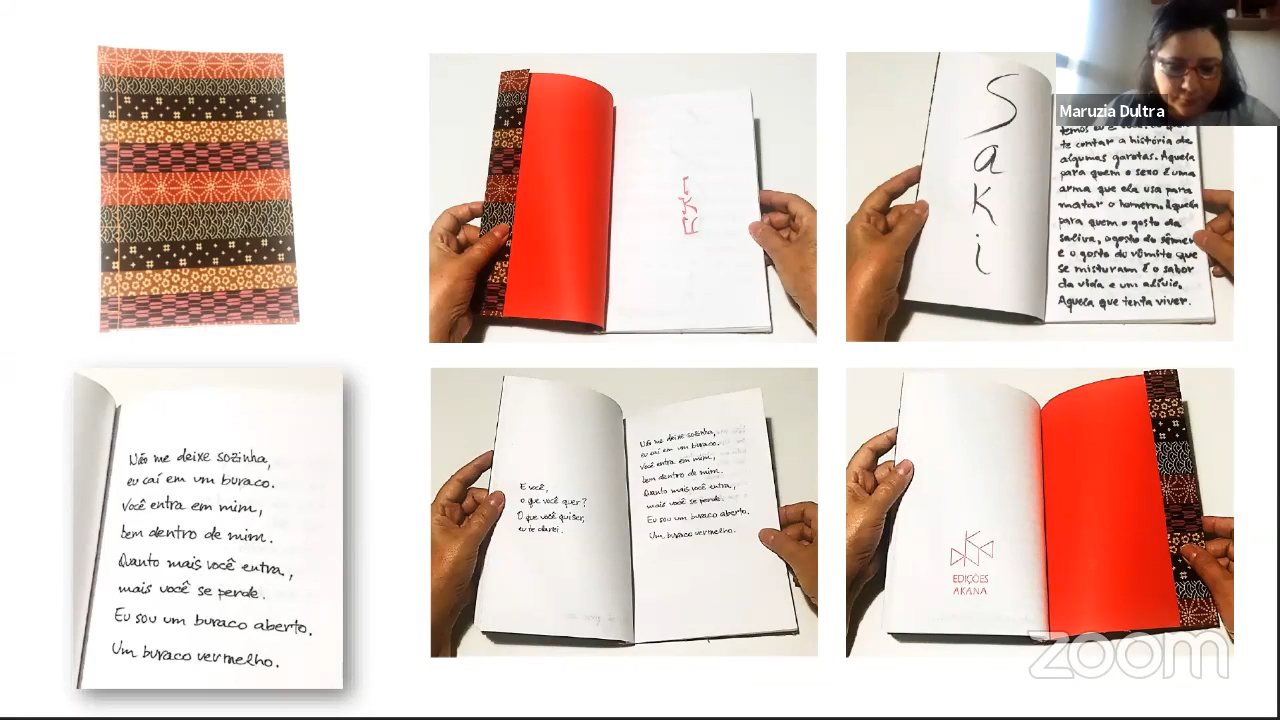 Maruzia Dultra
Saki
te contar a história de
algumas garotas. Aquela
para quem o sexo é uma
arma que ela usa para
matar o homem. Aquela
para quem o gosto da
saliva, o gosto do sêmen
e o gosto do vômito que
se misturam é o sabor
da vida e um alívio.
Aquela que tenta viver.
Não me deixe sozinha,
eu caí em um buraco.
Você entra em mim,
bem dentro de mim.
Quanto mais você entra,
mais você se perde.
Eu sou um buraco aberto.
Um buraco vermelho.
E você,
o que você quer?
O que você quiser,
eu te darei.
Não me deixe sozinha,
eu caí em um buraco.
Você entra em mim,
bem dentro de mim.
Quanto mais você entra,
mais você se perde.
Eu sou um buraco aberto.
Um buraco vermelho.
EDIÇÕES
AKANA
zoom